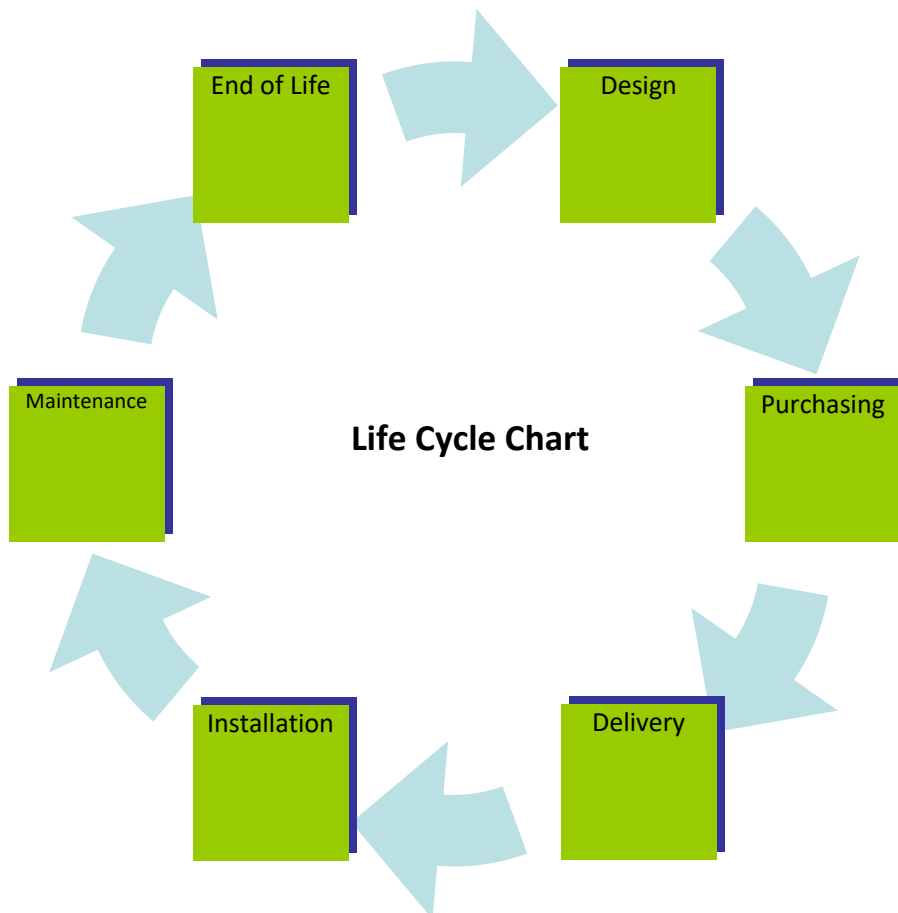 End of Life
Design
Maintenance
Purchasing
Life Cycle Chart
Installation
Delivery